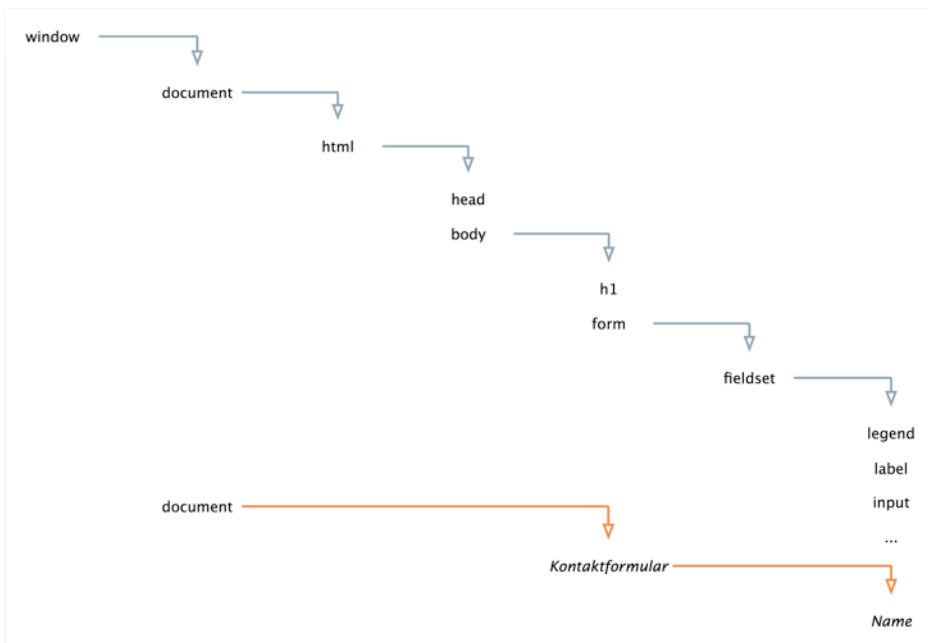 window
document
html
head
body
h1
form
fieldset
legend
label
input
document
...
Kontaktformular
Name